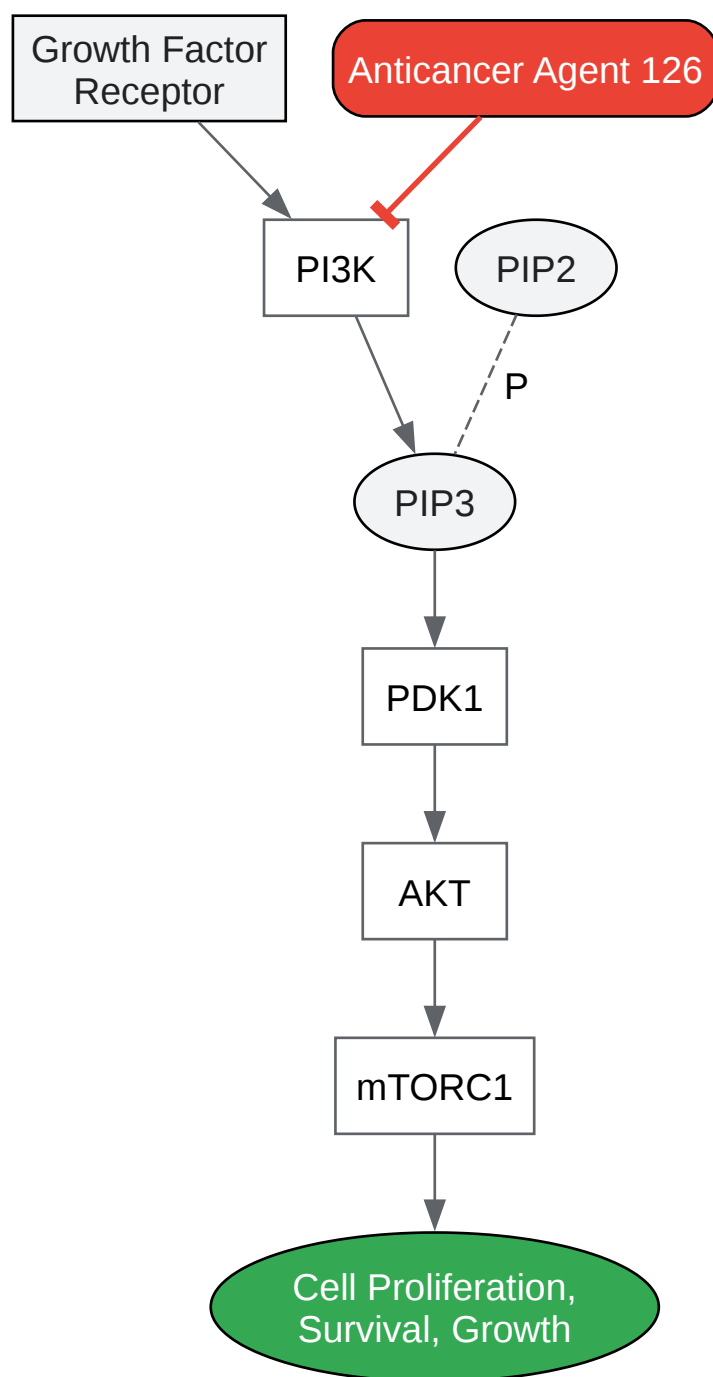 Growth Factor
Receptor
Anticancer Agent 126
PI3K
PIP2
P
PIP3
PDK1
AKT
mTORC1
Cell Proliferation,
Survival, Growth